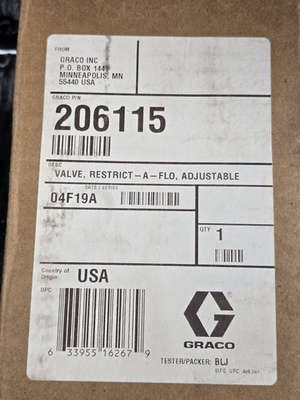 FROM
GRACO INC
P.O. BOX 1441
MINNEAPOLIS, MN
55440 USA
GRACO P/N
206115
DESC
VALVE, RESTRICT-A-FLO, ADJUSTABLE
DATE / SERIES
04F19A
QTY
1
Country of
Origin
USA
UPC
6 33955 16267 9
GRACO
TESTER/PACKER: BLJ